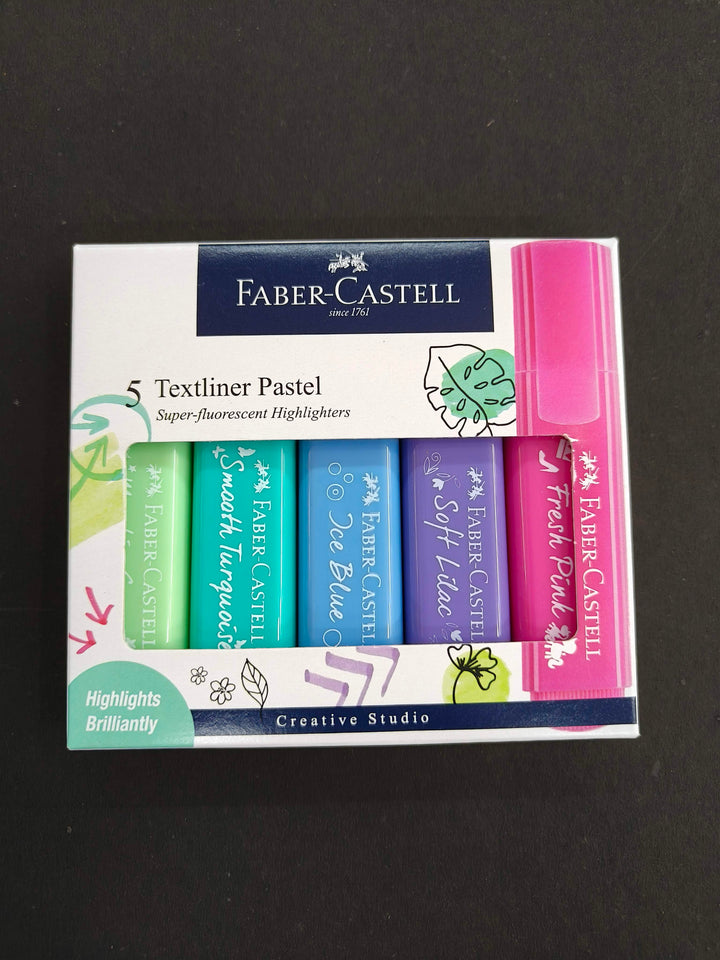 FABER-CASTELL
since 1761
5 Textliner Pastel
Super-fluorescent Highlighters
FABER-CASTELL
Smooth Turquoise
FABER-CASTELL
Ice Blue
FABER-CASTELL
Soft Lilac
FABER-CASTELL
Fresh Pink
FABER-CASTELL
Highlights
Brilliantly
Creative Studio